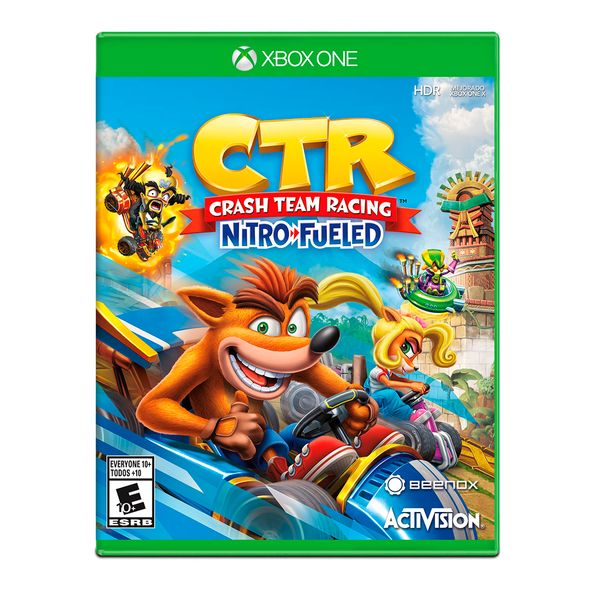 XBOX ONE
HDR
MEJORADO
XBOX ONE X
CTR
CRASH TEAM RACING™
NITRO FUELED
EVERYONE 10+
TODOS +10
E
10+
ESRB
BEENOX
ACTIVISION